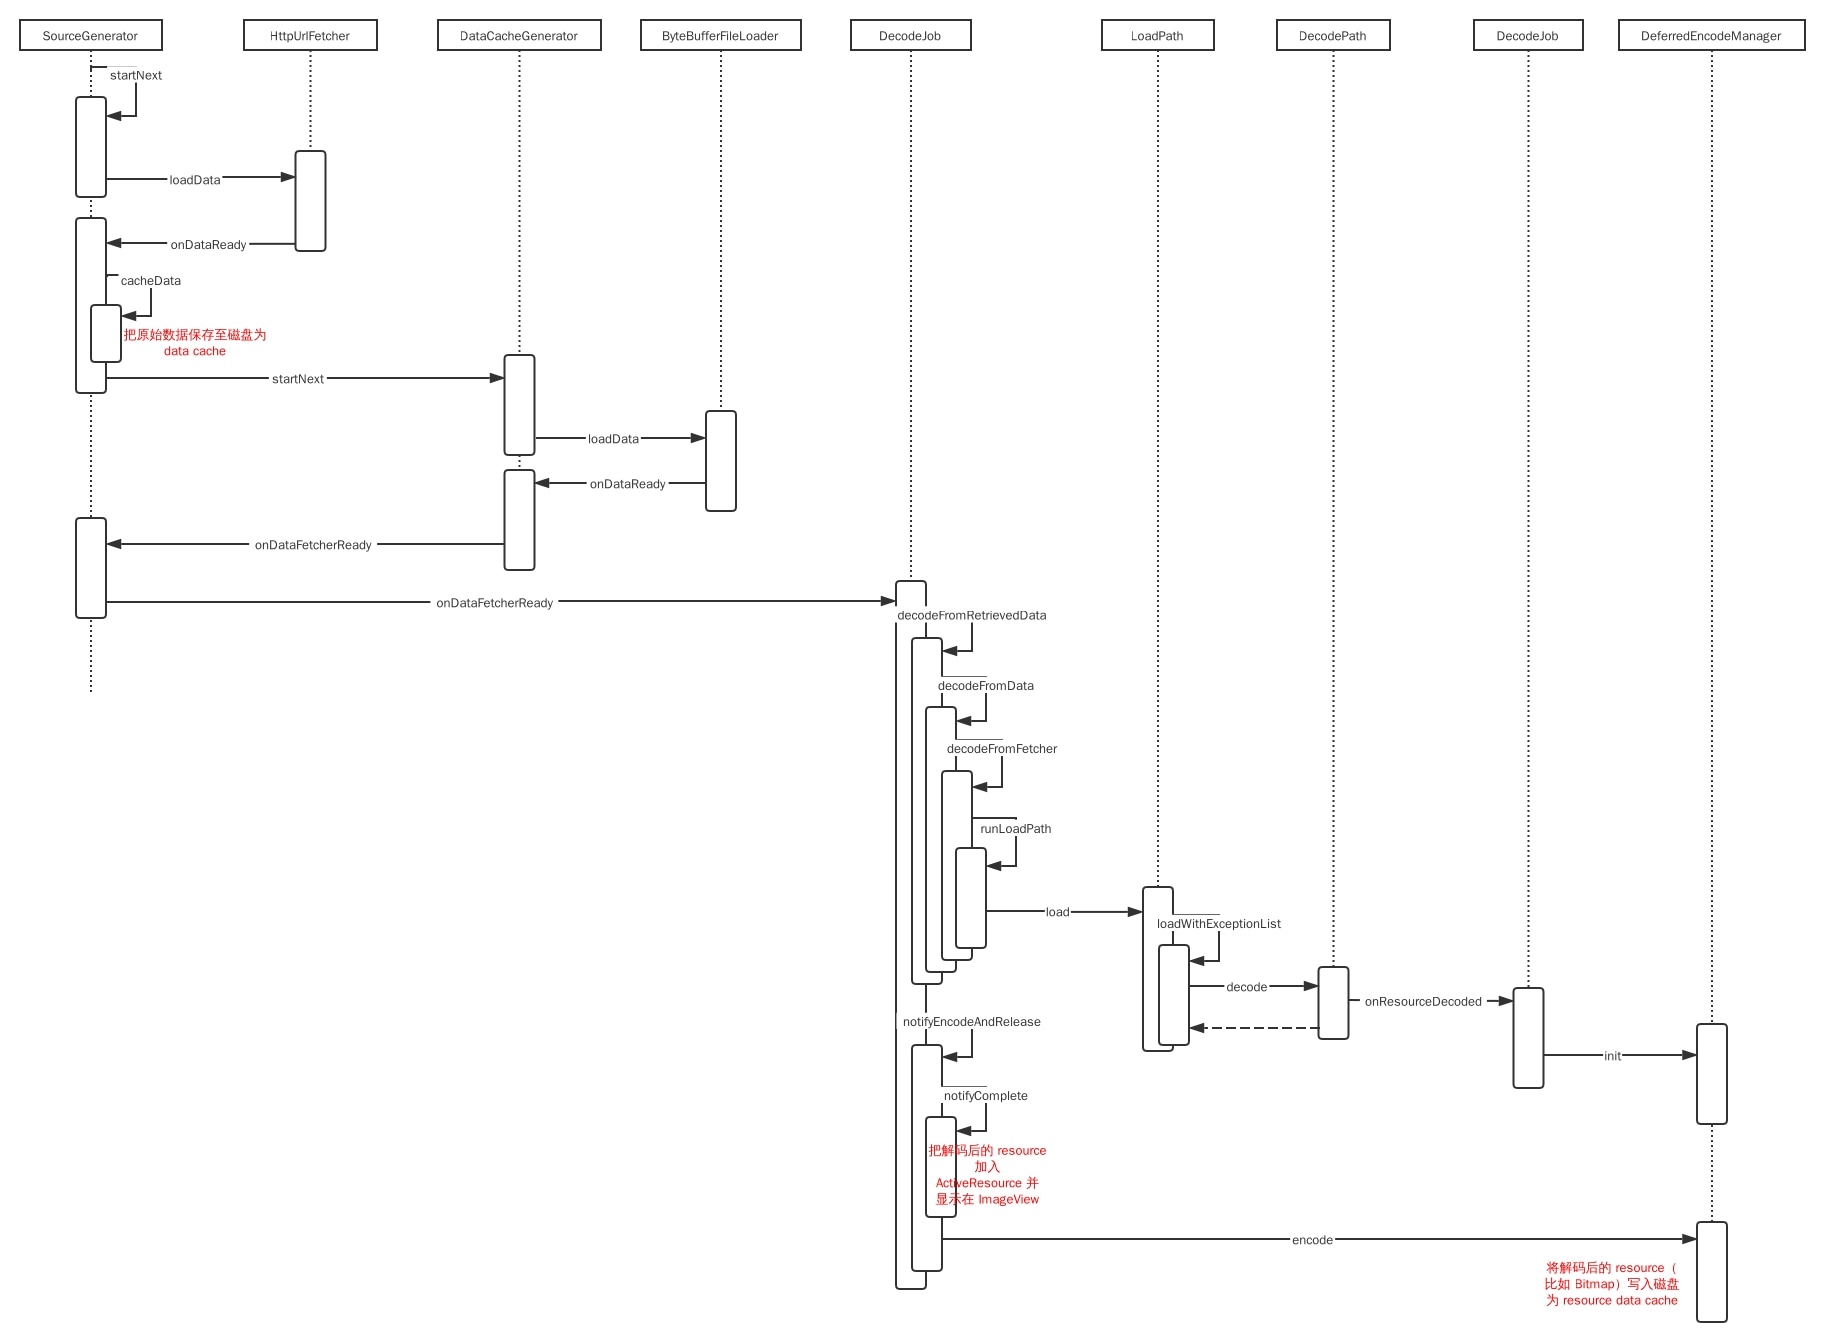 SourceGenerator
HttpUrlFetcher
DataCacheGenerator
ByteBufferFileLoader
DecodeJob
LoadPath
DecodePath
DecodeJob
DeferredEncodeManager
startNext
loadData
onDataReady
cacheData
把原始数据保存至磁盘为
data cache
startNext
loadData
onDataReady
onDataFetcherReady
onDataFetcherReady
decodeFromRetrievedData
decodeFromData
decodeFromFetcher
runLoadPath
load
loadWithExceptionList
decode
onResourceDecoded
notifyEncodeAndRelease
init
notifyComplete
把解码后的 resource
加入
ActiveResource 并
显示在 ImageView
encode
将解码后的 resource（
比如 Bitmap）写入磁盘
为 resource data cache